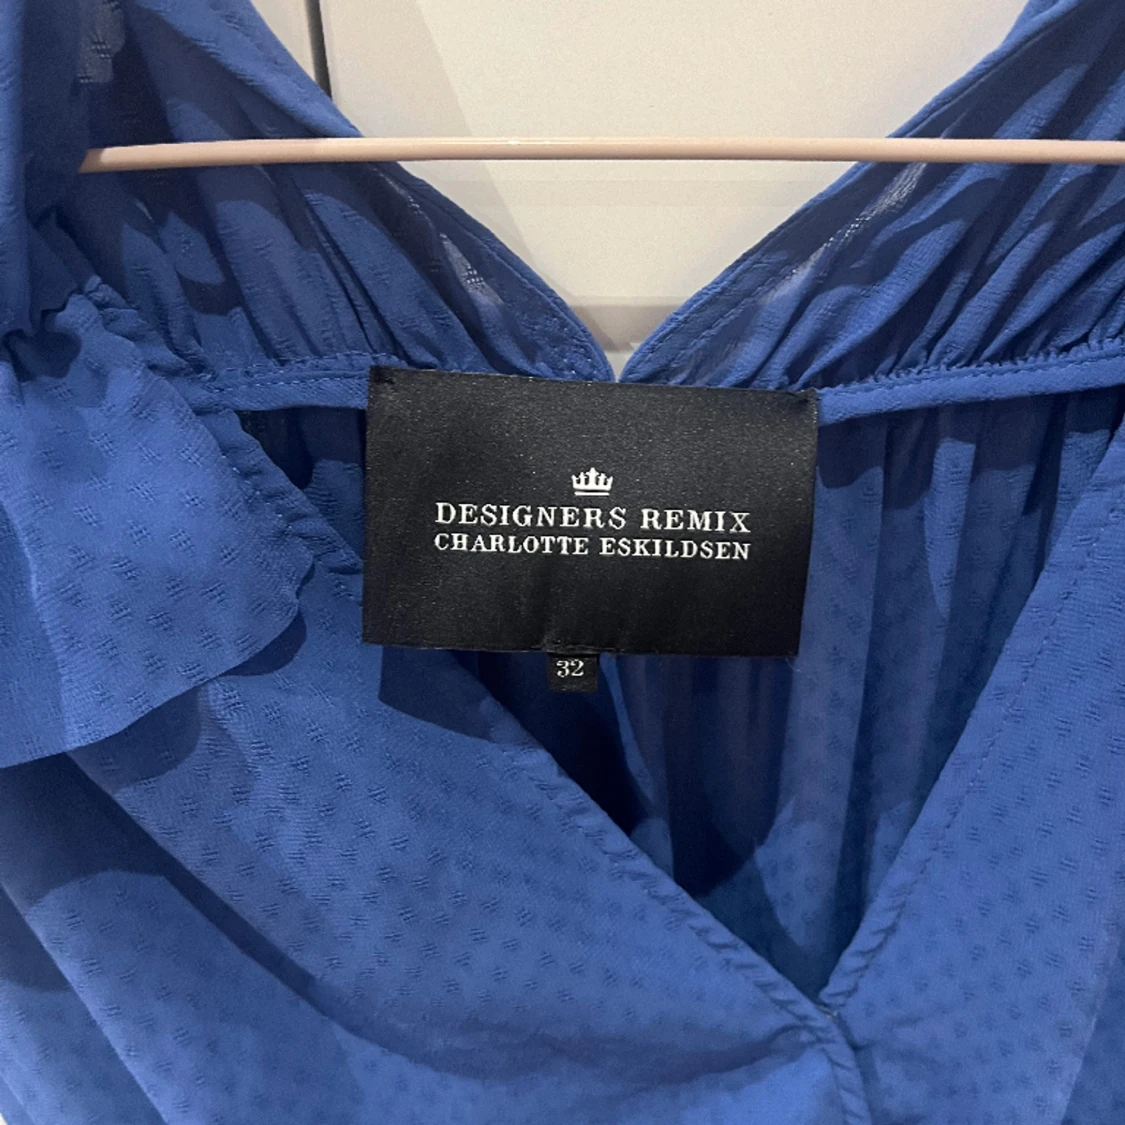 DESIGNERS REMIX
CHARLOTTE ESKILDSEN
32